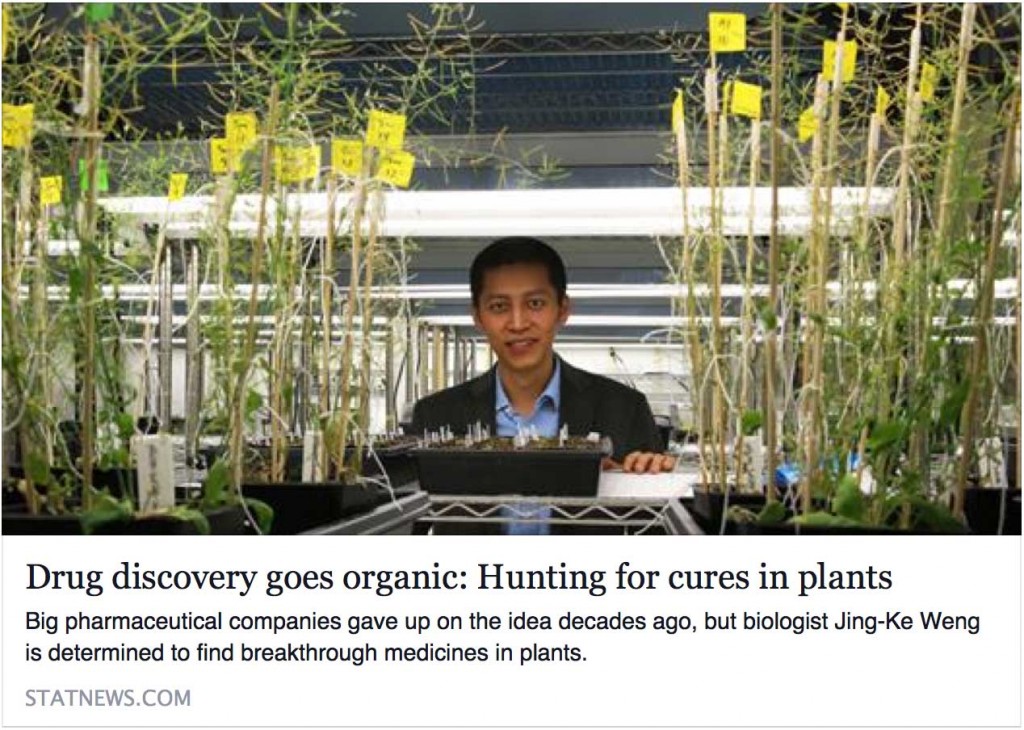 Drug discovery goes organic: Hunting for cures in plants
Big pharmaceutical companies gave up on the idea decades ago, but biologist Jing-Ke Weng
is determined to find breakthrough medicines in plants.
STATNEWS.COM